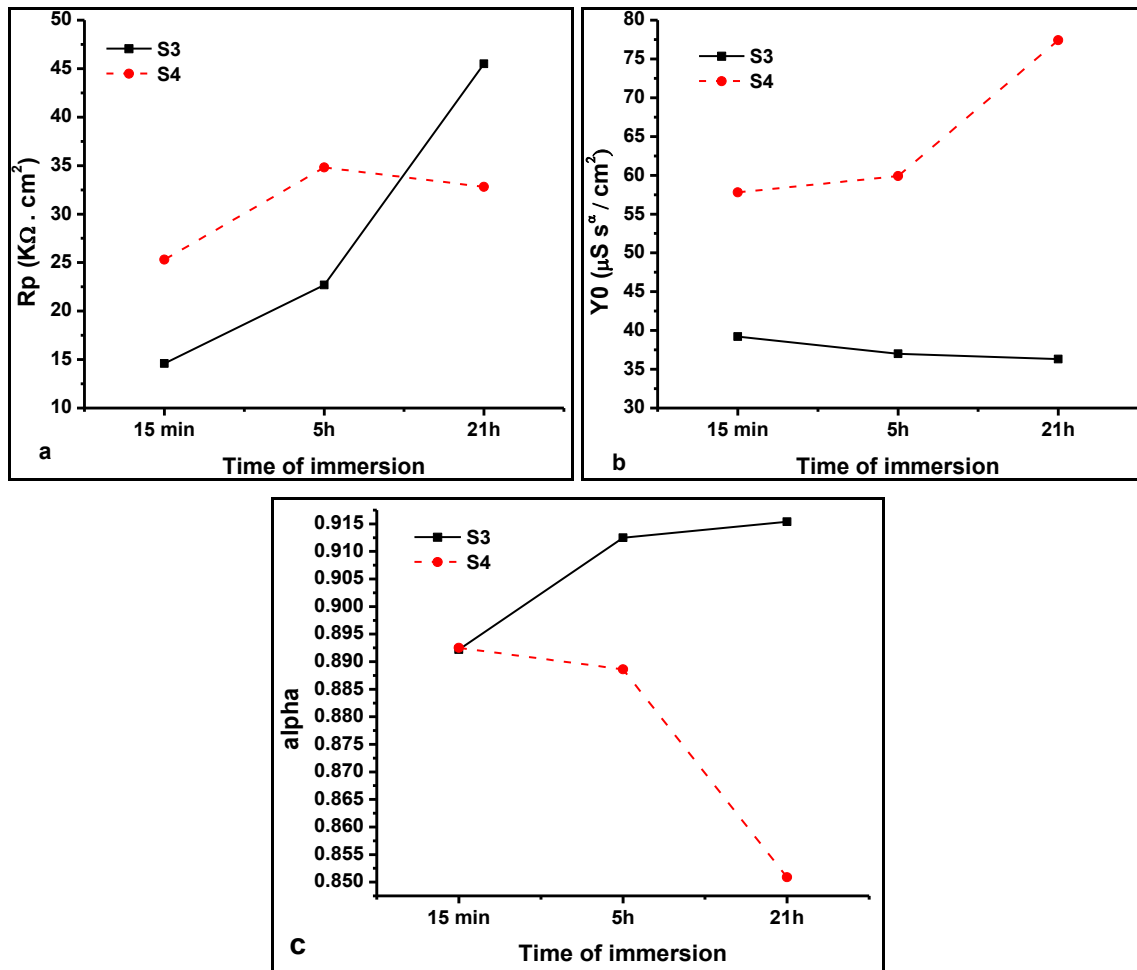 50
45
40
35
30
25
20
15
10
Rp (KΩ . cm²)
S3
S4
15 min 5h 21h
Time of immersion
a
80
75
70
65
60
55
50
45
40
35
30
Y0 (μS s^α / cm²)
S3
S4
15 min 5h 21h
Time of immersion
b
0.915
0.910
0.905
0.900
0.895
0.890
0.885
0.880
0.875
0.870
0.865
0.860
0.855
0.850
alpha
S3
S4
15 min 5h 21h
Time of immersion
c